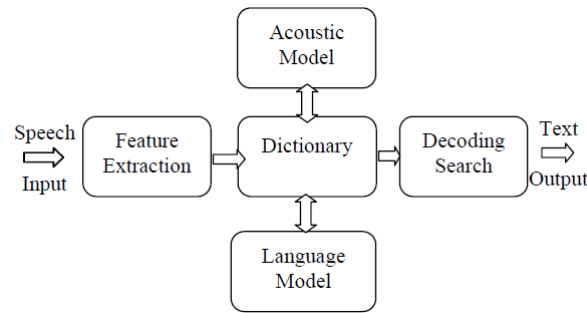 Acoustic
Model
Speech
Input
Feature
Extraction
Dictionary
Decoding
Search
Text
Output
Language
Model